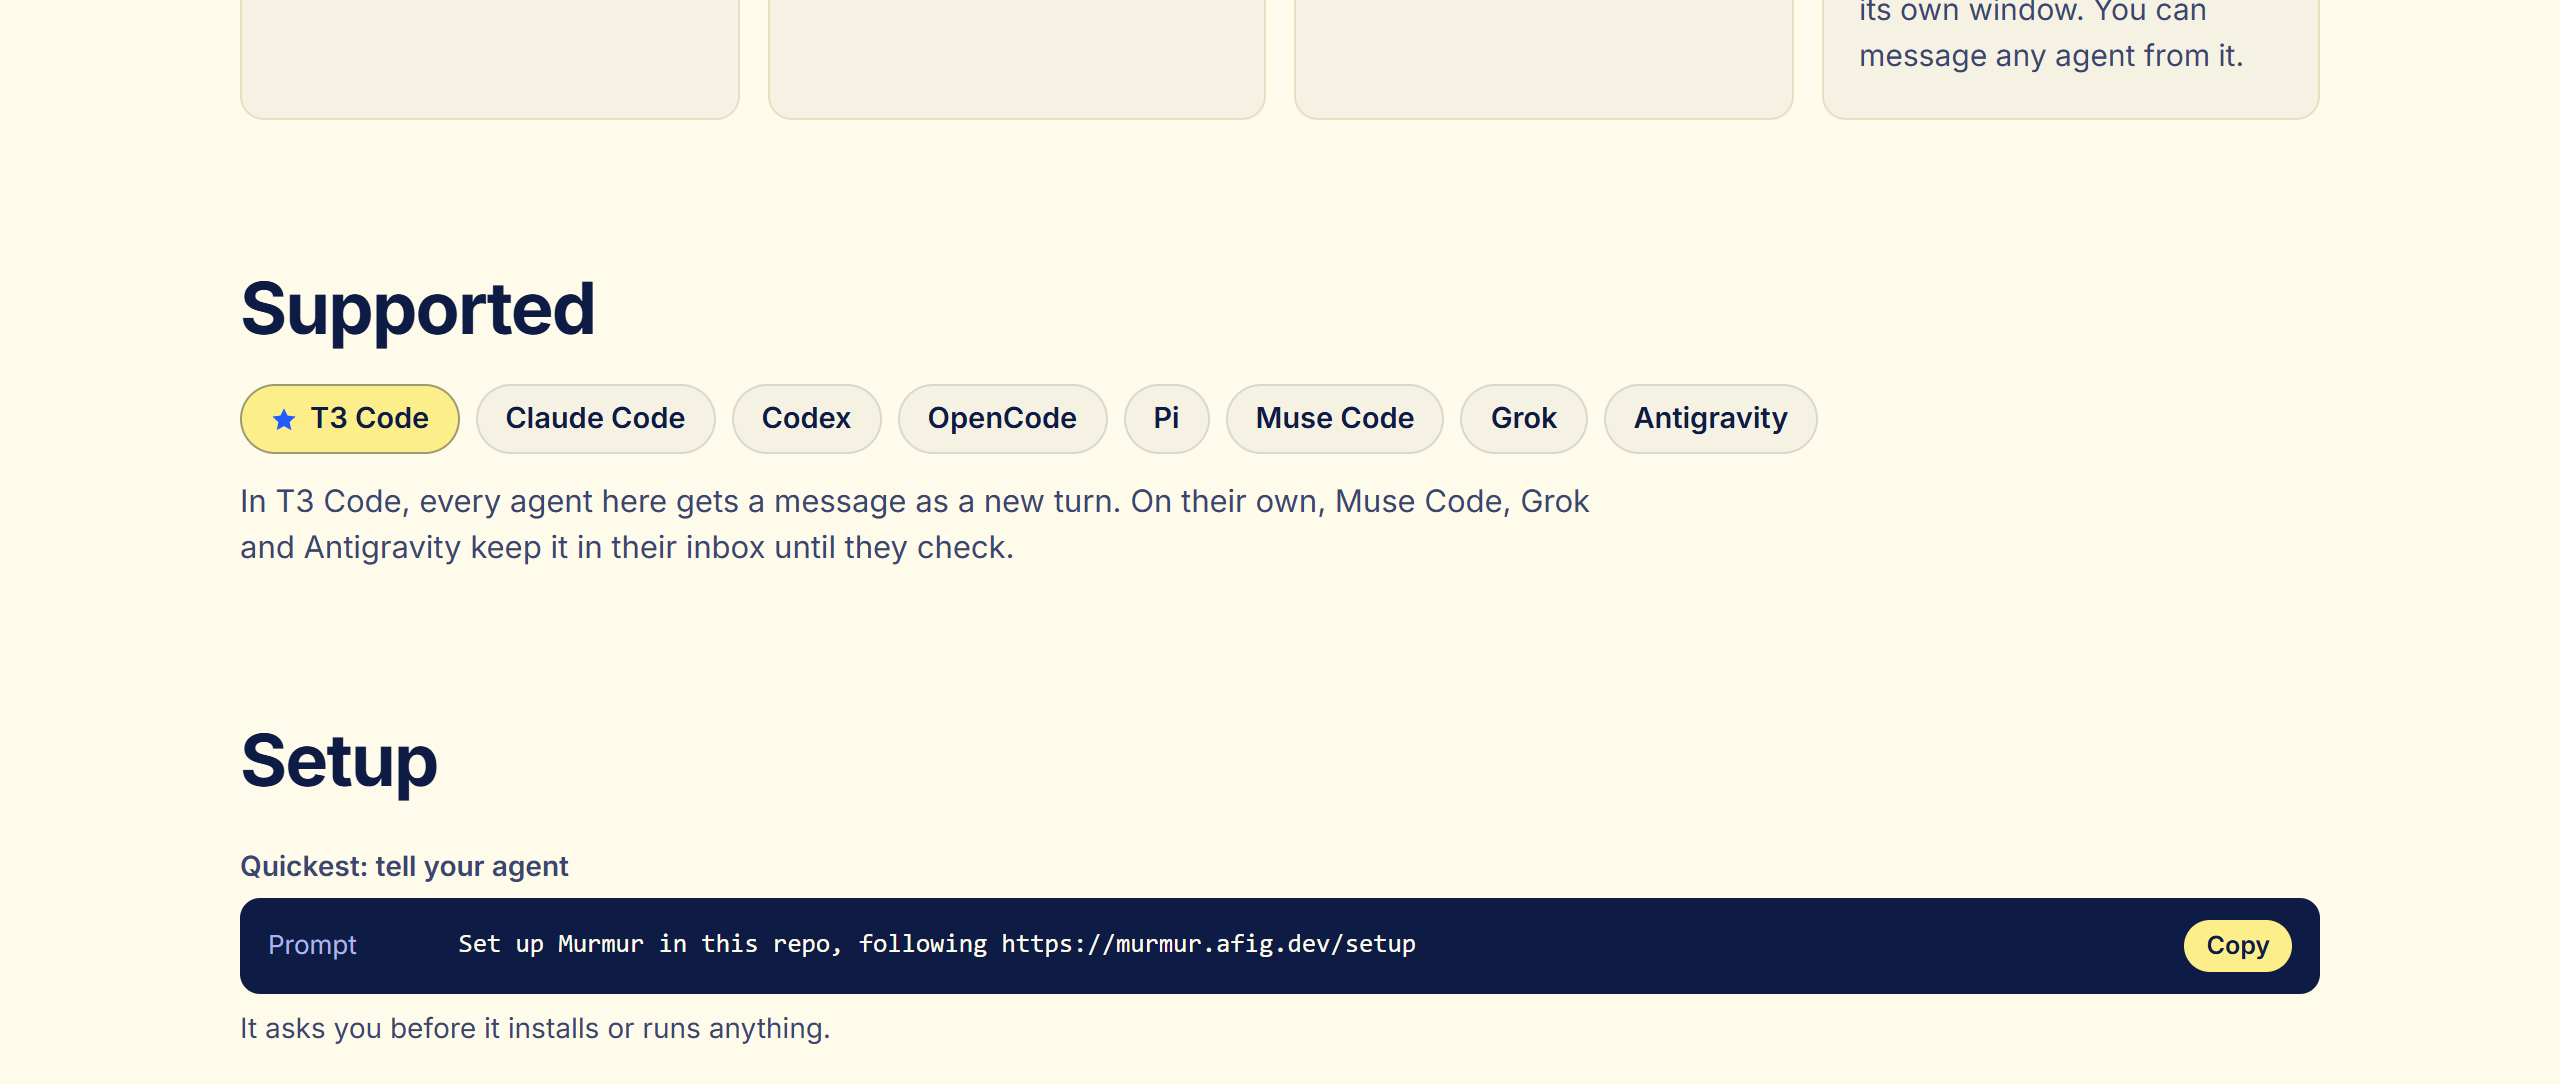 its own window. You can
message any agent from it.
Supported
T3 Code
Claude Code
Codex
OpenCode
Pi
Muse Code
Grok
Antigravity
In T3 Code, every agent here gets a message as a new turn. On their own, Muse Code, Grok
and Antigravity keep it in their inbox until they check.
Setup
Quickest: tell your agent
Prompt
Set up Murmur in this repo, following https://murmur.afig.dev/setup
Copy
It asks you before it installs or runs anything.